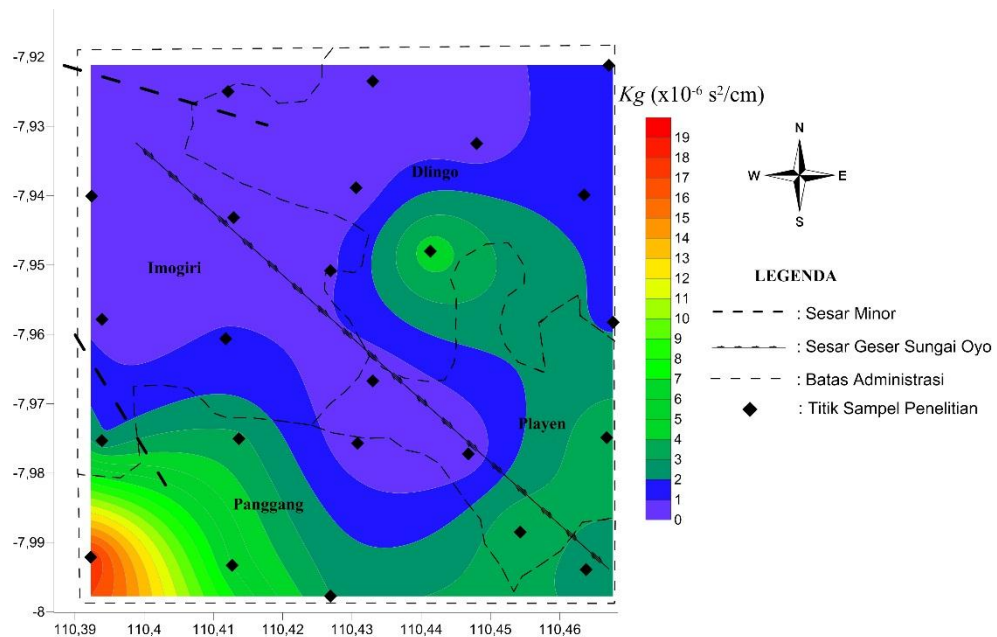 -7,92
-7,93
-7,94
-7,95
-7,96
-7,97
-7,98
-7,99
-8
110,39
110,4
110,41
110,42
110,43
110,44
110,45
110,46
Dlingo
Imogiri
Playen
Panggang
Kg (x10⁻⁶ s²/cm)
19
18
17
16
15
14
13
12
11
10
9
8
7
6
5
4
3
2
1
0
N
W E
S
LEGENDA
: Sesar Minor
: Sesar Geser Sungai Oyo
: Batas Administrasi
: Titik Sampel Penelitian